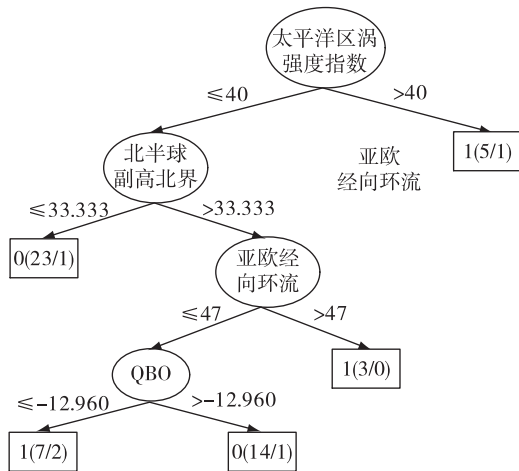 太平洋区涡
强度指数
≤40
>40
北半球
副高北界
亚欧
经向环流
1(5/1)
≤33.333
>33.333
0(23/1)
亚欧经
向环流
≤47
>47
QBO
1(3/0)
≤-12.960
>-12.960
1(7/2)
0(14/1)